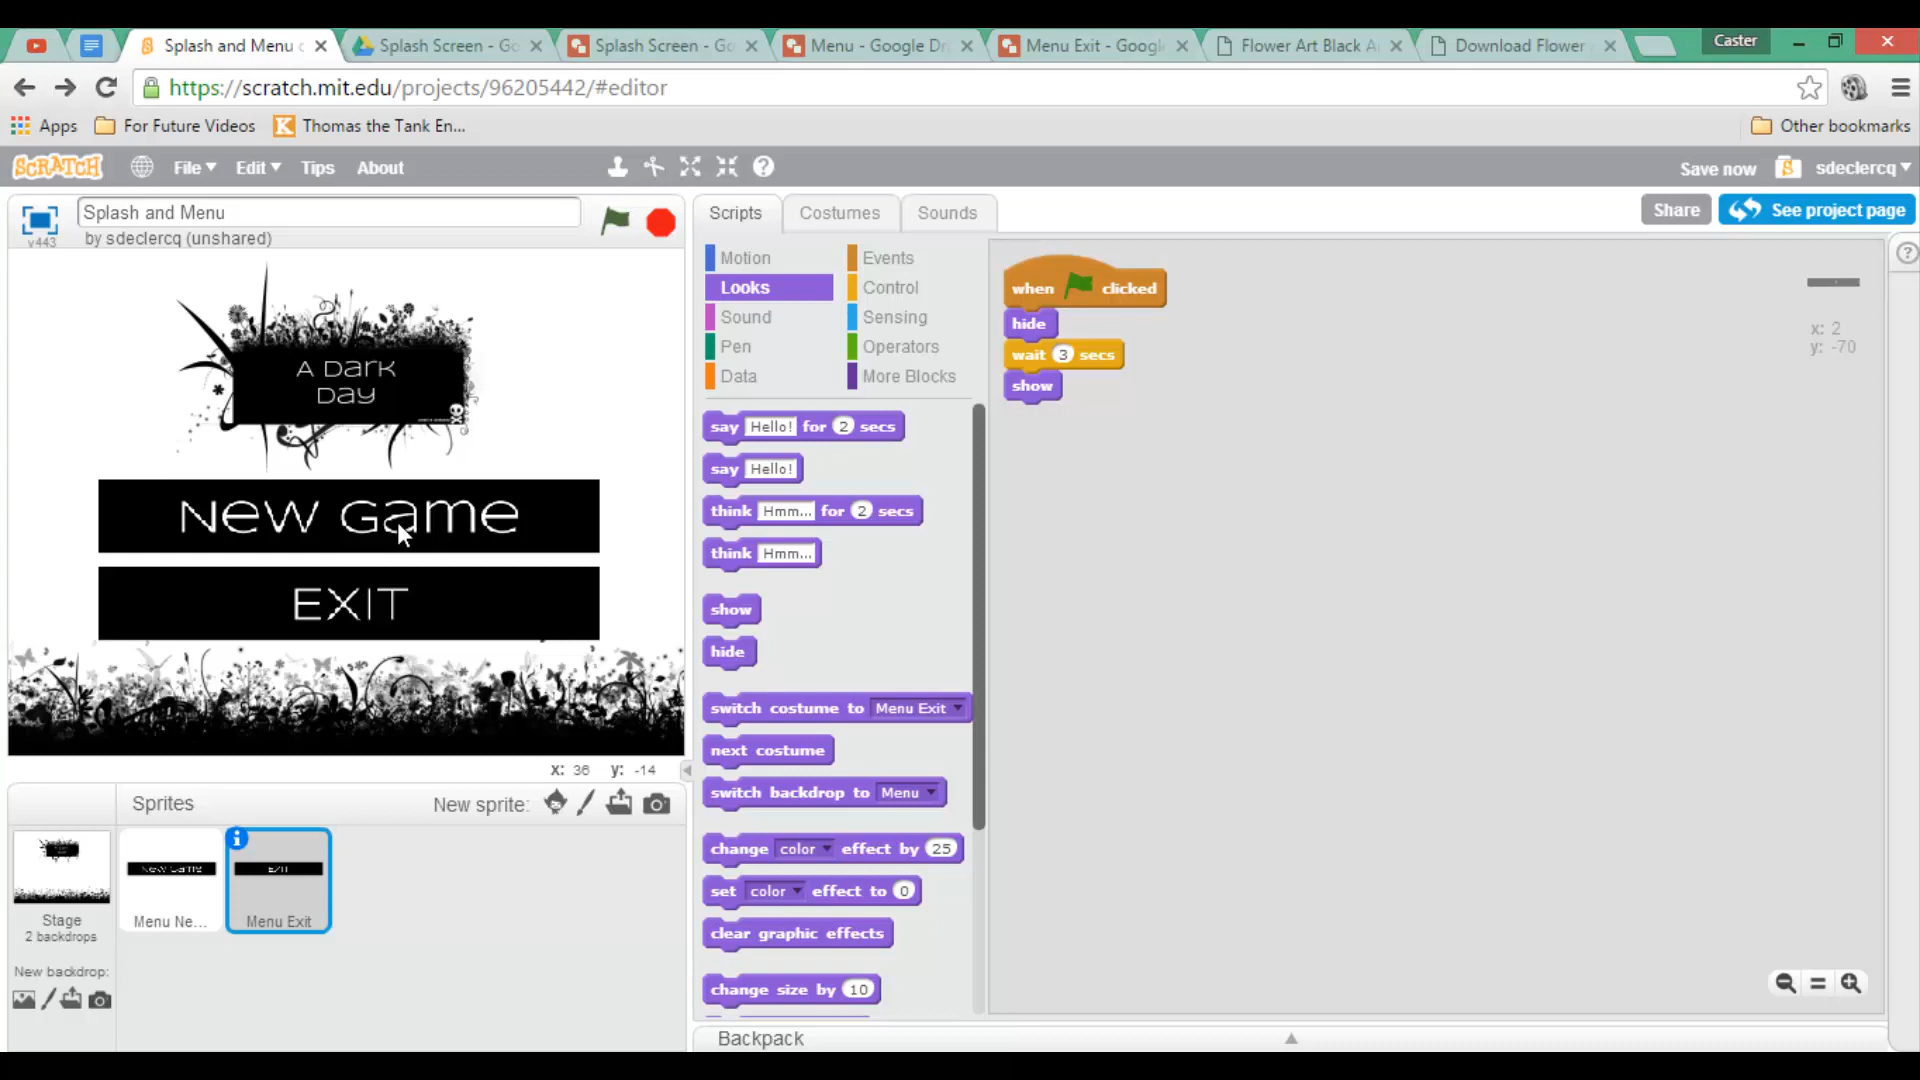 Splash and Menu c
Splash Screen - Go
Splash Screen - Go
Menu - Google Dr
Menu Exit - Google
Flower Art Black A
Download Flower
Caster
https://scratch.mit.edu/projects/96205442/#editor
Apps
For Future Videos
Thomas the Tank En...
Other bookmarks
SCRATCH
File
Edit
Tips
About
Save now
sdeclercq
v443
Splash and Menu
by sdeclercq (unshared)
Scripts
Costumes
Sounds
Share
See project page
A Dark
Day
New Game
EXIT
x: 36 y: -14
Motion
Looks
Sound
Pen
Data
Events
Control
Sensing
Operators
More Blocks
say Hello! for 2 secs
say Hello!
think Hmm... for 2 secs
think Hmm...
show
hide
switch costume to Menu Exit
next costume
switch backdrop to Menu
change color effect by 25
set color effect to 0
clear graphic effects
change size by 10
when clicked
hide
wait 3 secs
show
x: 2
y: -70
Sprites
New sprite:
Stage
2 backdrops
New backdrop:
New Game
Menu Ne...
EXIT
Menu Exit
Backpack